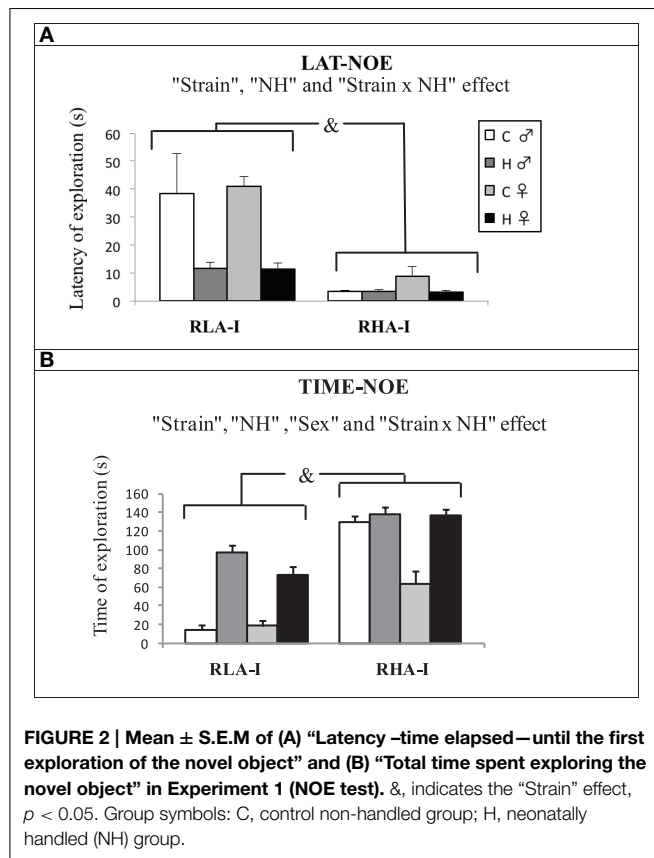 A
LAT-NOE
"Strain", "NH" and "Strain x NH" effect
Latency of exploration (s)
60
50
40
30
20
10
0
&
C ♂
H ♂
C ♀
H ♀
RLA-I
RHA-I
B
TIME-NOE
"Strain", "NH" ,"Sex" and "Strain x NH" effect
Time of exploration (s)
160
140
120
100
80
60
40
20
0
&
RLA-I
RHA-I
FIGURE 2 | Mean ± S.E.M of (A) “Latency –time elapsed—until the first
exploration of the novel object” and (B) “Total time spent exploring the
novel object” in Experiment 1 (NOE test). &, indicates the “Strain” effect,
p < 0.05. Group symbols: C, control non-handled group; H, neonatally
handled (NH) group.